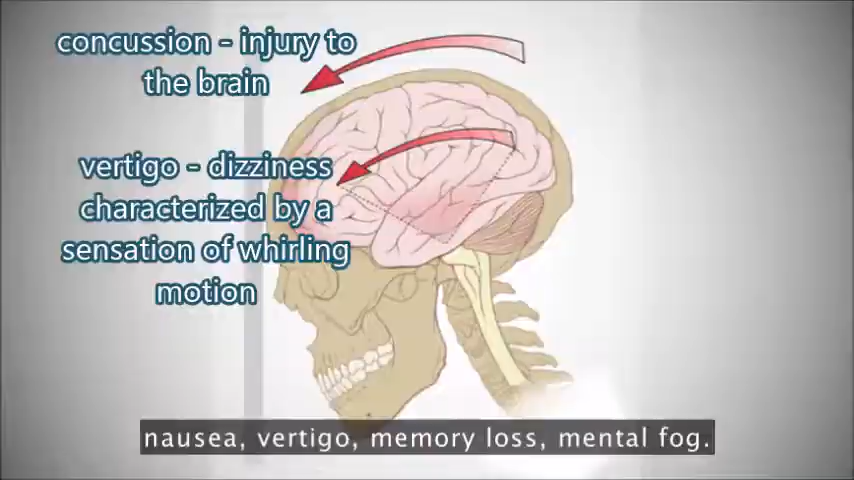 concussion - injury to
the brain
vertigo - dizziness
characterized by a
sensation of whirling
motion
nausea, vertigo, memory loss, mental fog.